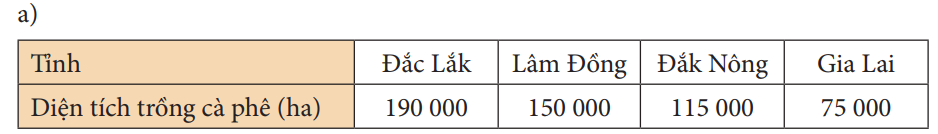 a)
Tỉnh Đắc Lắk Lâm Đồng Đắk Nông Gia Lai
Diện tích trồng cà phê (ha) 190 000 150 000 115 000 75 000